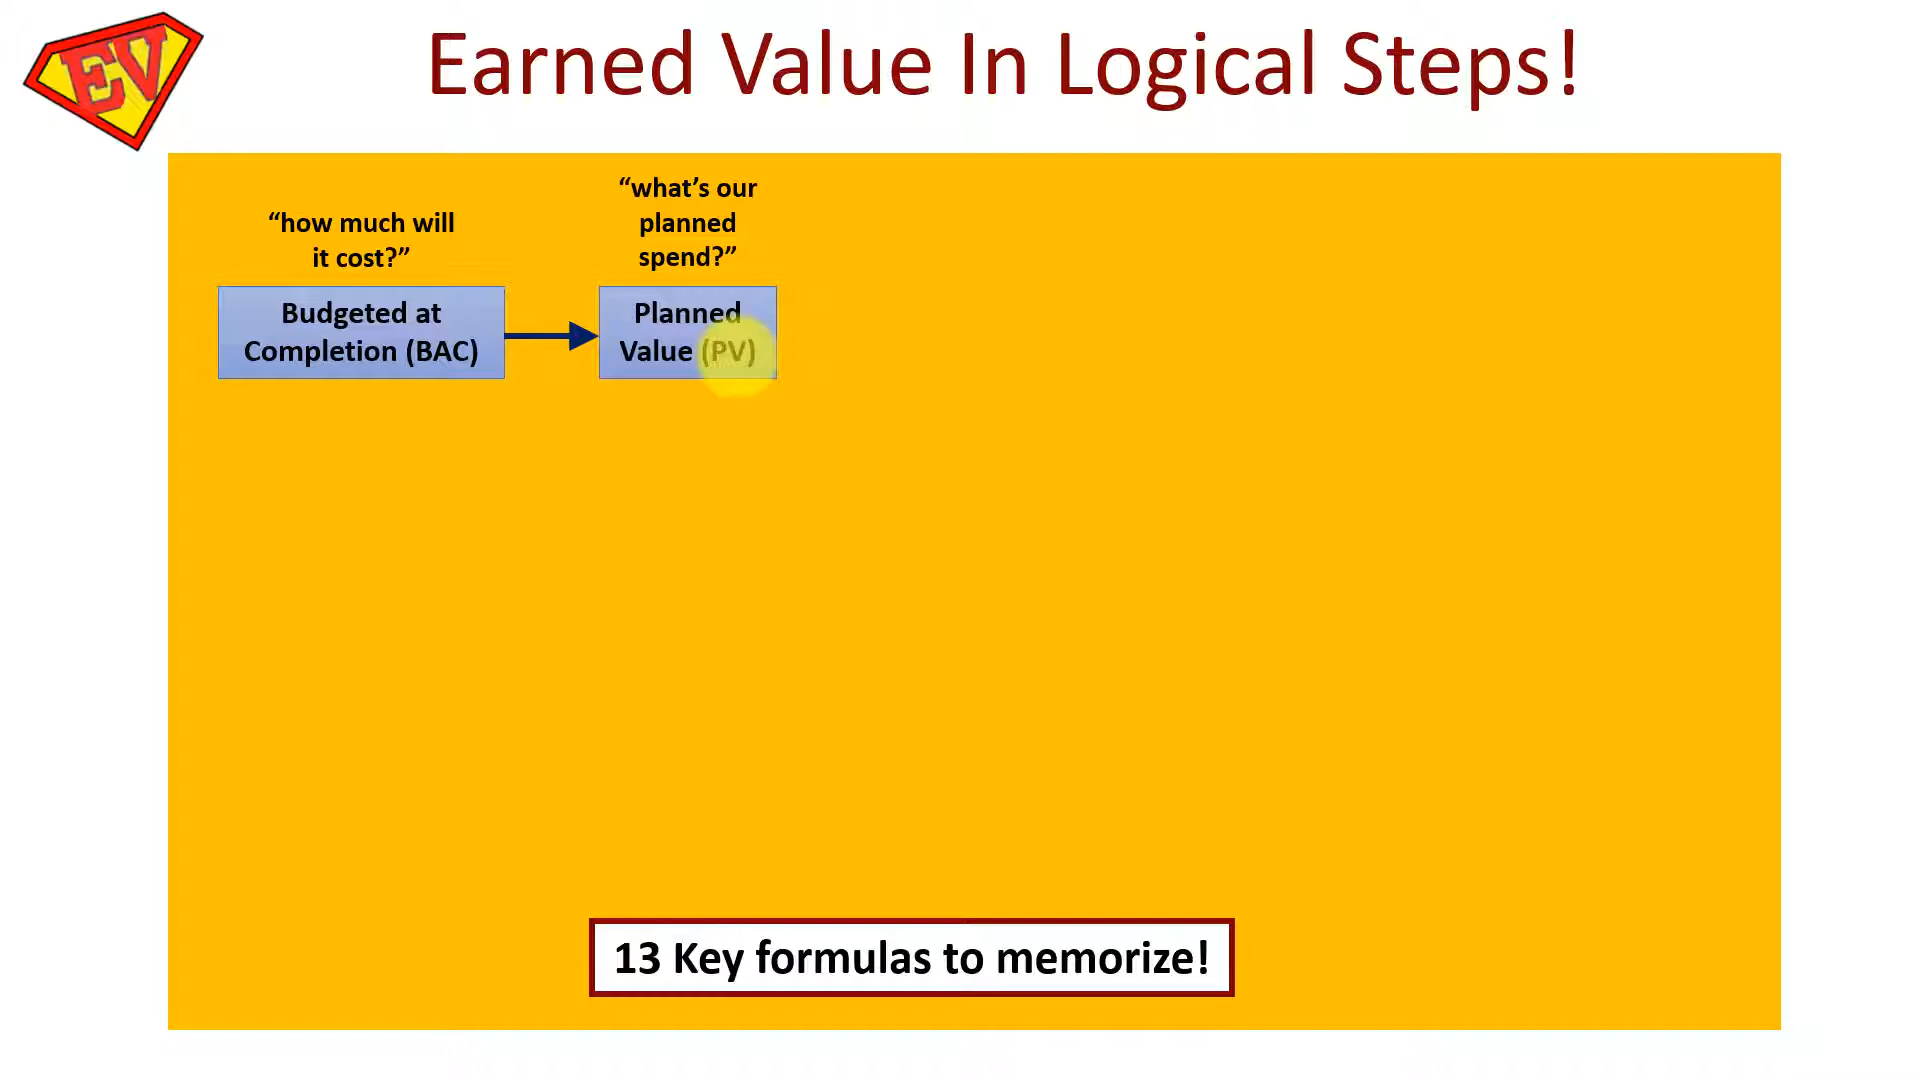 EV
Earned Value In Logical Steps!
“how much will
it cost?”
“what’s our
planned
spend?”
Budgeted at
Completion (BAC)
Planned
Value (PV)
13 Key formulas to memorize!